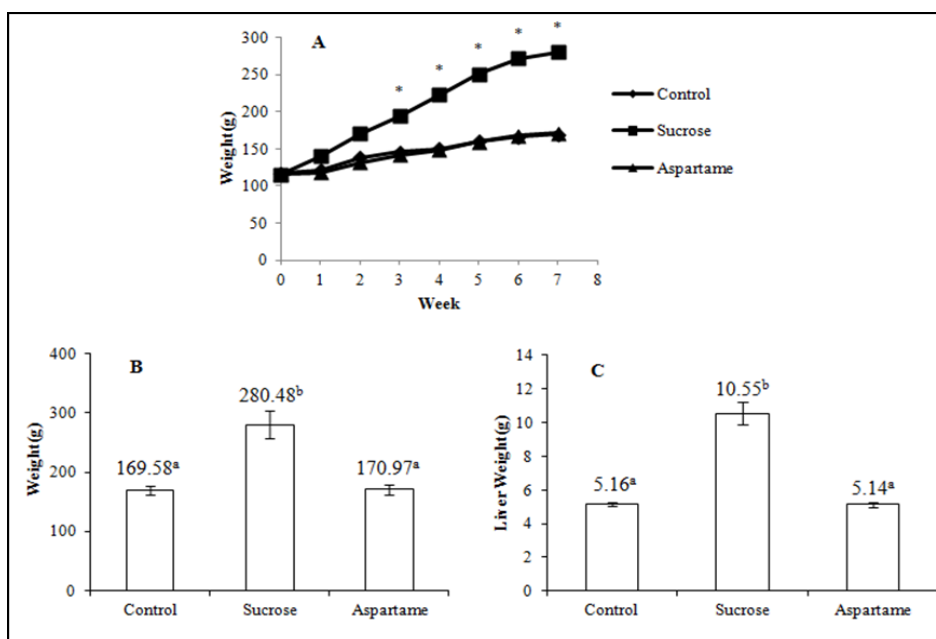 A
300
250
200
150
100
50
0
Weight(g)
* * * * *
0 1 2 3 4 5 6 7 8
Week
Control
Sucrose
Aspartame
B
400
300
200
100
0
Weight(g)
169.58ᵃ
280.48ᵇ
170.97ᵃ
Control Sucrose Aspartame
C
14
12
10
8
6
4
2
0
Liver Weight(g)
5.16ᵃ
10.55ᵇ
5.14ᵃ
Control Sucrose Aspartame